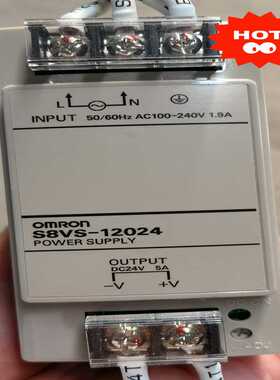 HOT
L N
INPUT 50/60Hz AC100-240V 1.9A
OMRON
S8VS-12024
POWER SUPPLY
OUTPUT
DC24V 5A
-V +V